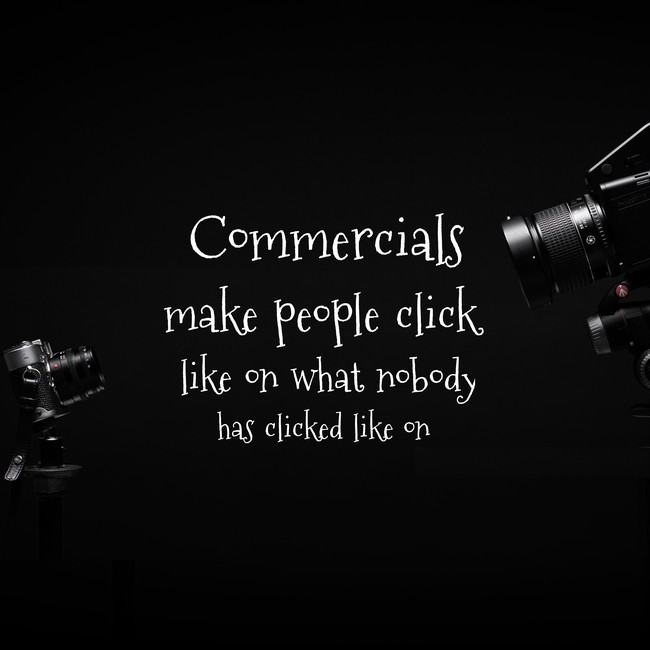 Commercials
make people click
like on what nobody
has clicked like on